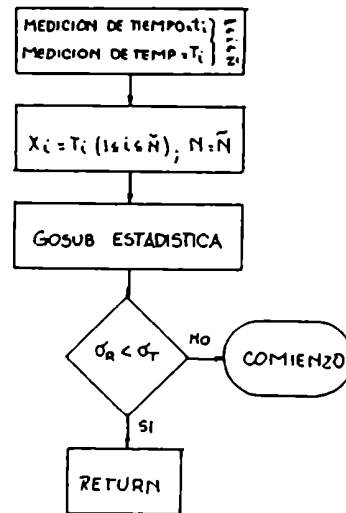 MEDICION DE TIEMPO=ti
MEDICION DE TEMP=Ti
Xi = Ti (1≤i≤Ñ); N=Ñ
GOSUB ESTADISTICA
σR < σT
NO
COMIENZO
SI
RETURN